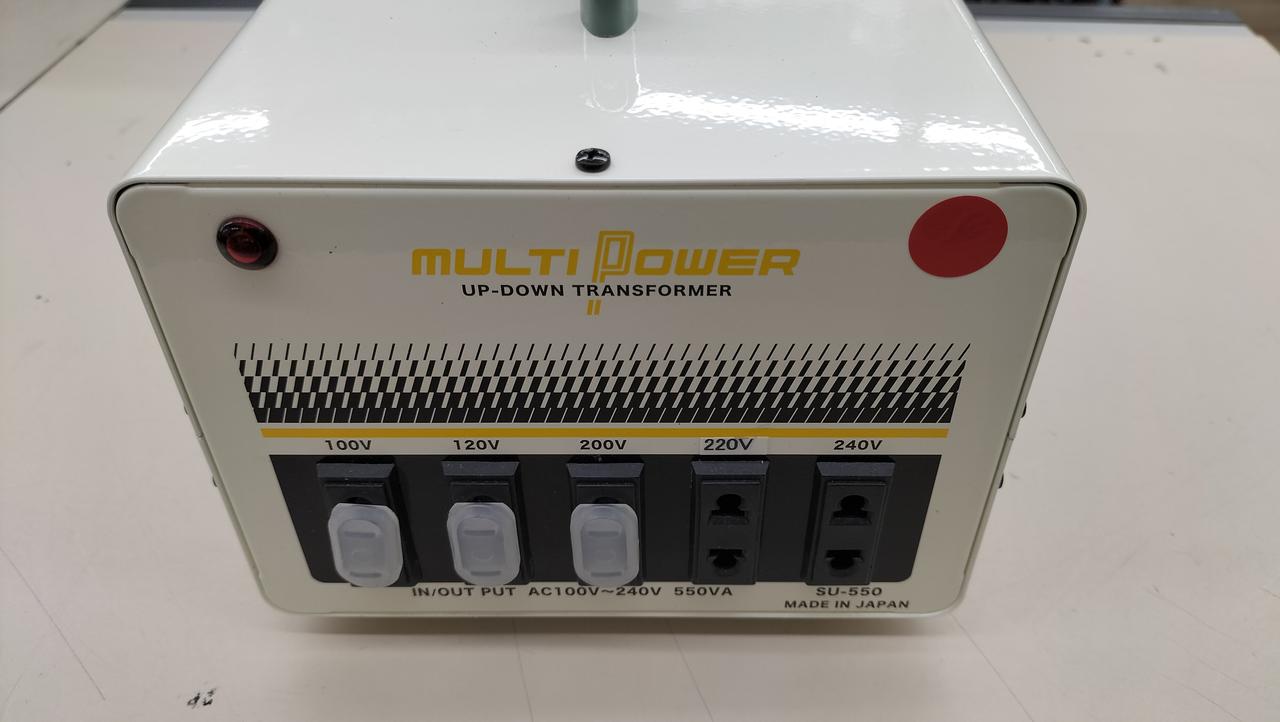 MULTI POWER
UP-DOWN TRANSFORMER
II
100V 120V 200V 220V 240V
IN/OUT PUT AC100V~240V 550VA
SU-550
MADE IN JAPAN